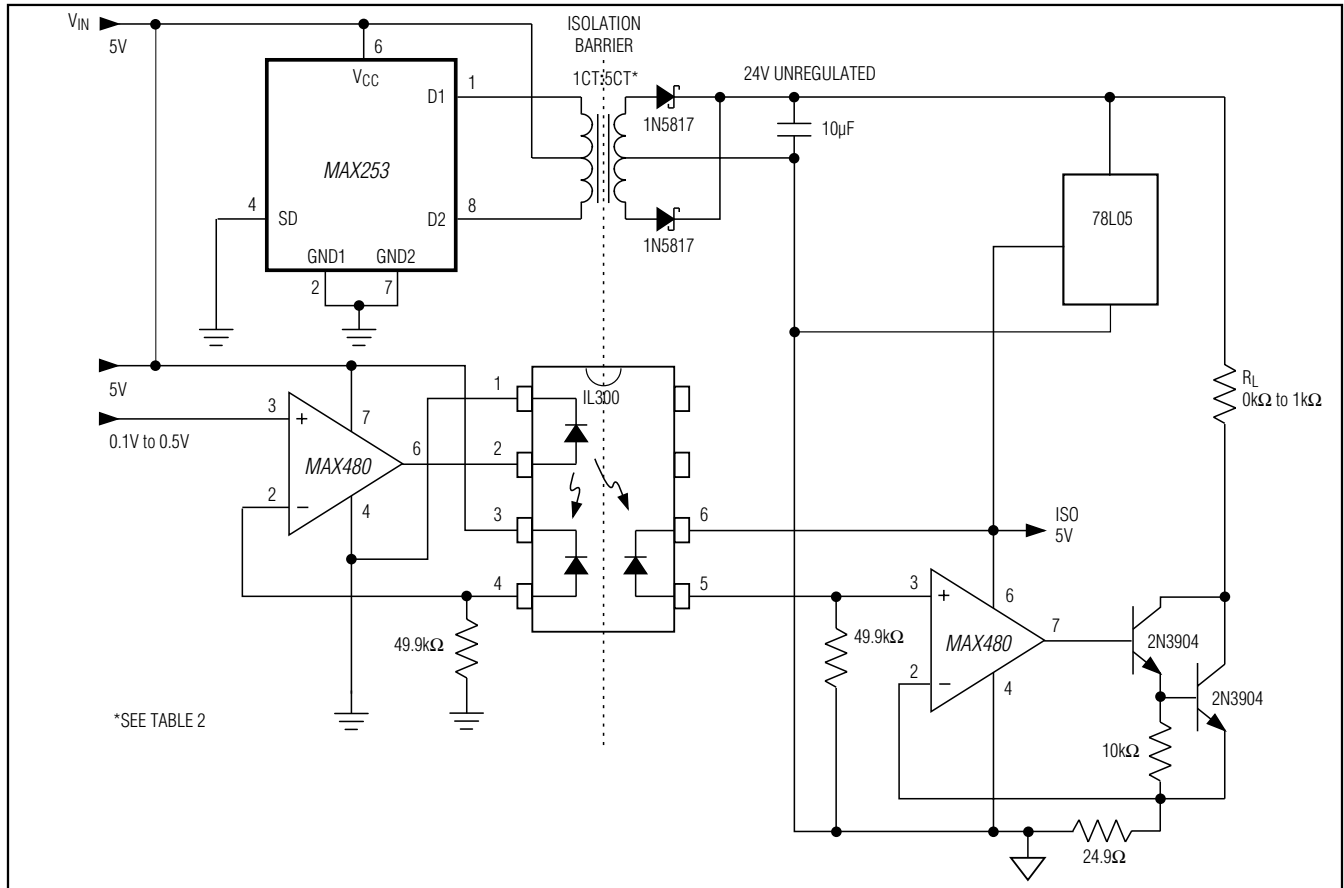 VIN
5V
6
VCC
D1
1
MAX253
4
SD
D2
8
GND1
GND2
2
7
ISOLATION
BARRIER
1CT:5CT*
1N5817
1N5817
24V UNREGULATED
10µF
78L05
RL
0kΩ to 1kΩ
5V
0.1V to 0.5V
3
+
7
MAX480
6
2
−
4
49.9kΩ
1
2
3
4
IL300
6
5
ISO
5V
49.9kΩ
3
+
6
MAX480
7
2
−
4
2N3904
2N3904
10kΩ
24.9Ω
*SEE TABLE 2